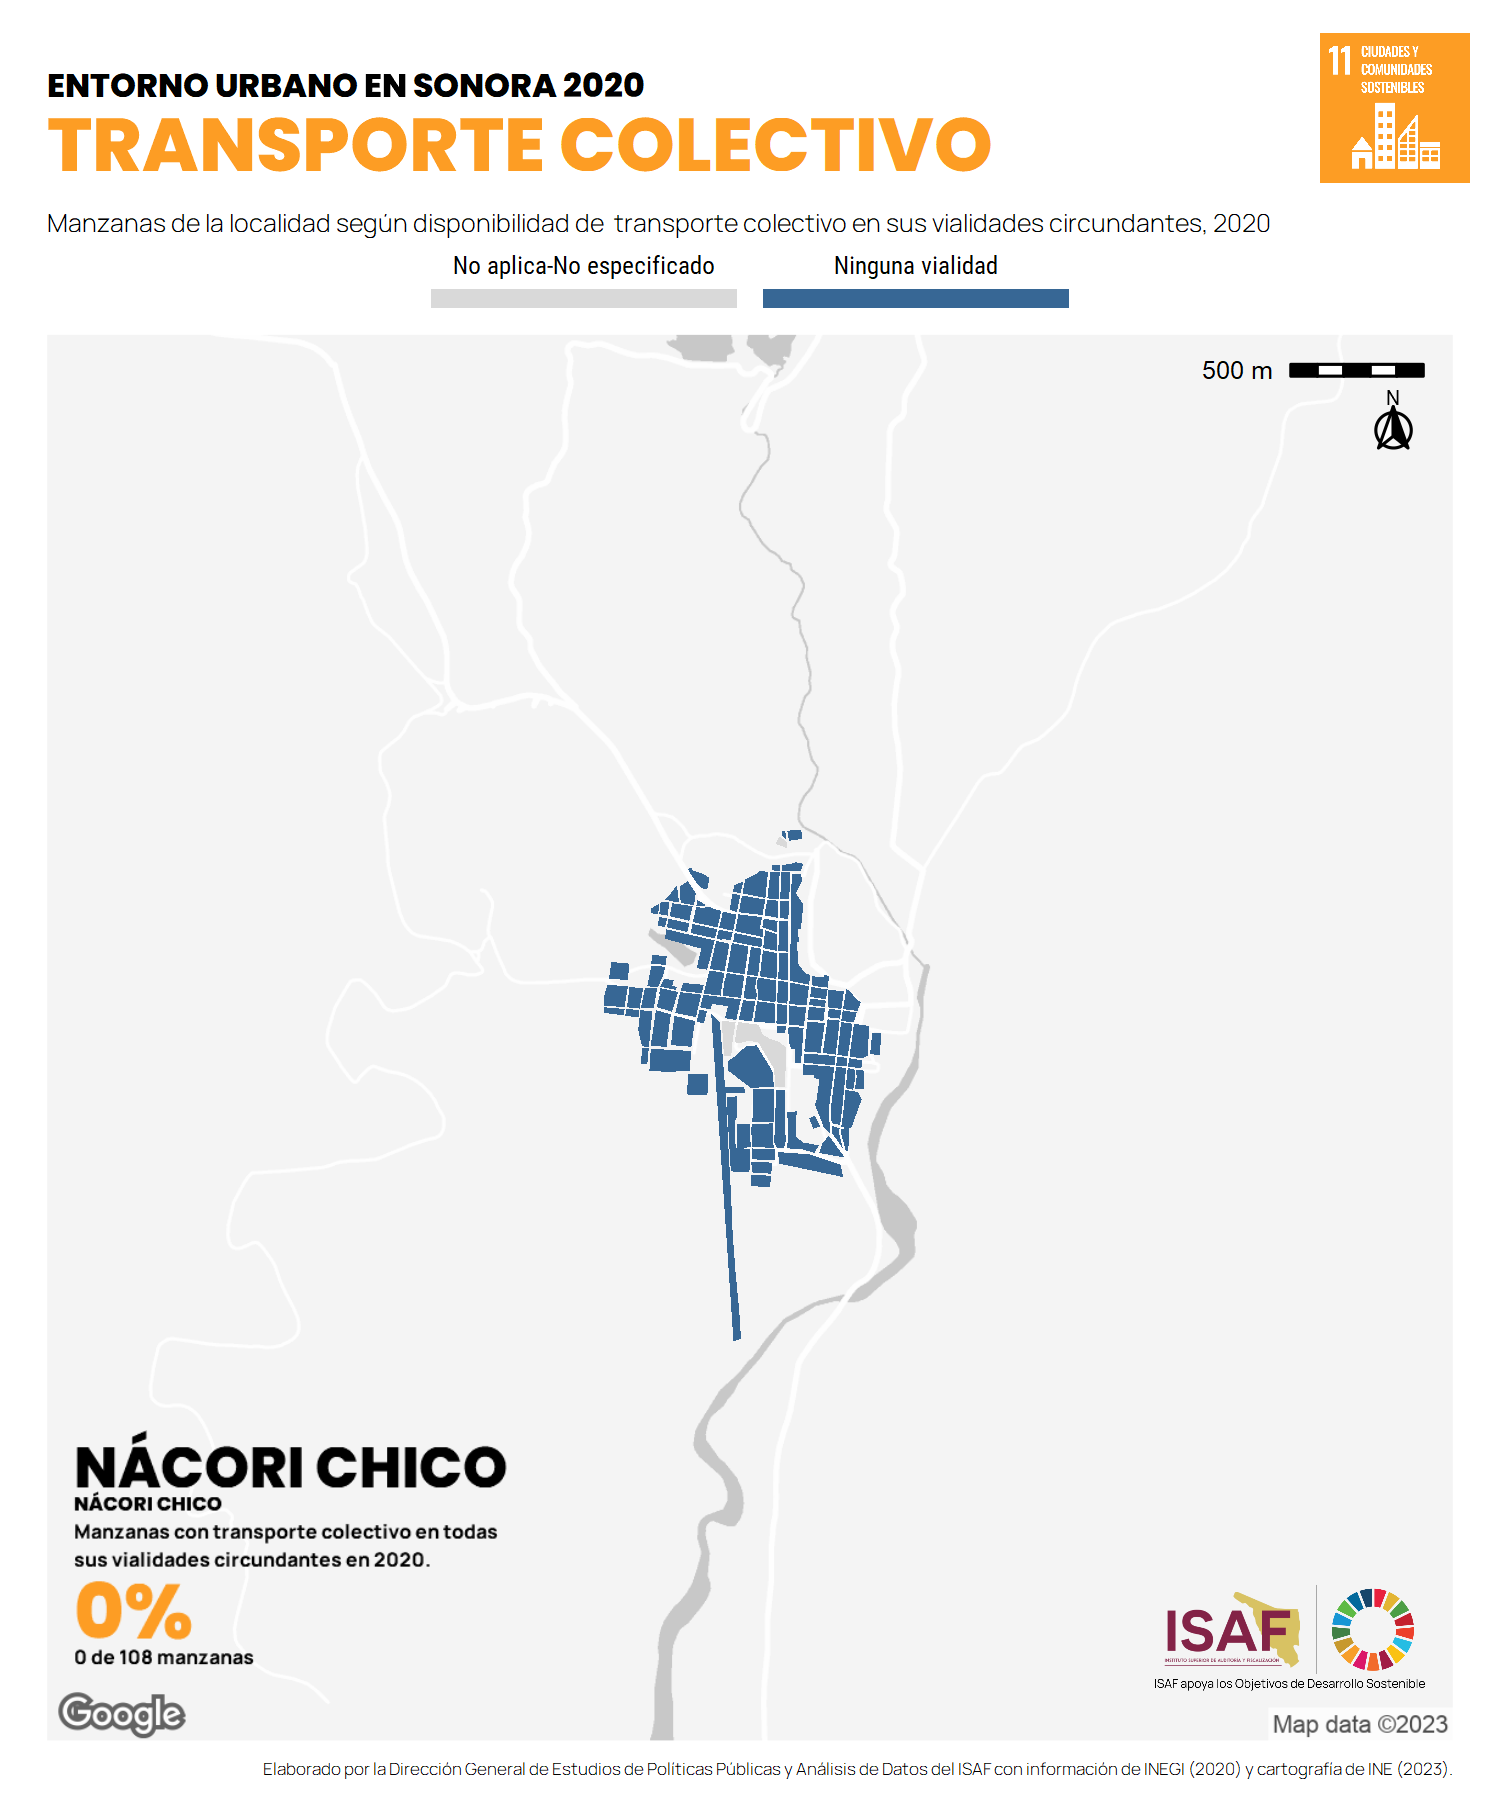 ENTORNO URBANO EN SONORA 2020
TRANSPORTE COLECTIVO
11 CIUDADES Y
COMUNIDADES
SOSTENIBLES
Manzanas de la localidad según disponibilidad de transporte colectivo en sus vialidades circundantes, 2020
No aplica-No especificado
Ninguna vialidad
500 m
N
NÁCORI CHICO
NÁCORI CHICO
Manzanas con transporte colectivo en todas
sus vialidades circundantes en 2020.
0%
0 de 108 manzanas
Google
ISAF
INSTITUTO SUPERIOR DE AUDITORÍA Y FISCALIZACIÓN
ISAF apoya los Objetivos de Desarrollo Sostenible
Map data ©2023
Elaborado por la Dirección General de Estudios de Políticas Públicas y Análisis de Datos del ISAF con información de INEGI (2020) y cartografía de INE (2023).